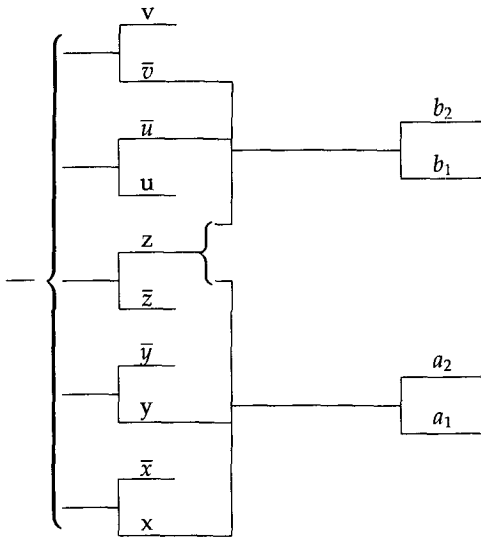 v
v̅
b₂
u̅
b₁
u
z
z̅
y̅
a₂
y
a₁
x̅
x